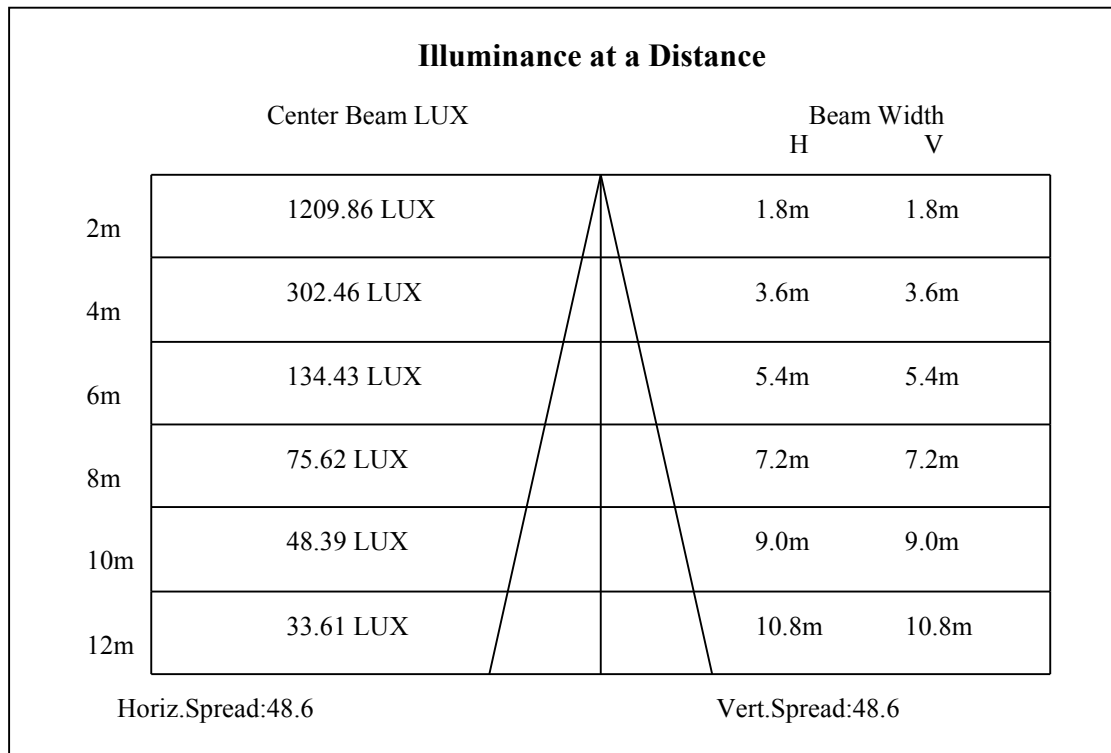 Illuminance at a Distance
Center Beam LUX Beam Width
H V
2m 1209.86 LUX 1.8m 1.8m
4m 302.46 LUX 3.6m 3.6m
6m 134.43 LUX 5.4m 5.4m
8m 75.62 LUX 7.2m 7.2m
10m 48.39 LUX 9.0m 9.0m
12m 33.61 LUX 10.8m 10.8m
Horiz.Spread:48.6 Vert.Spread:48.6